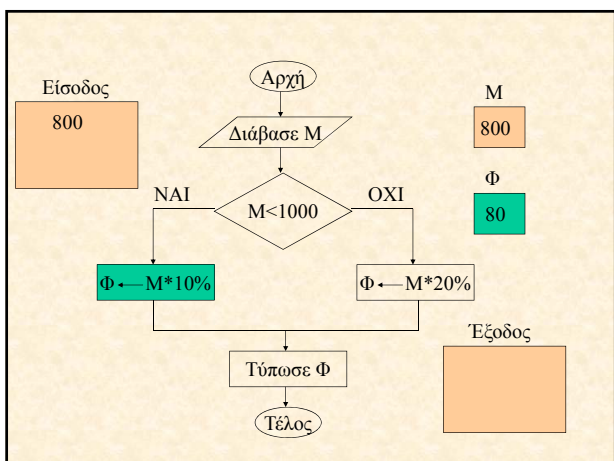 Αρχή
Είσοδος
800
Διάβασε Μ
Μ
800
Φ
80
ΝΑΙ
Μ<1000
ΟΧΙ
Φ ← Μ*10%
Φ ← Μ*20%
Έξοδος
Τύπωσε Φ
Τέλος